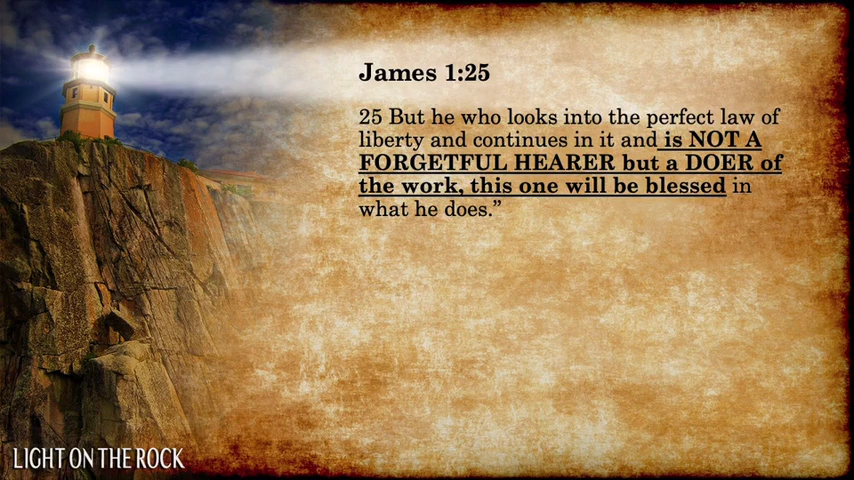 James 1:25
25 But he who looks into the perfect law of
liberty and continues in it and is NOT A
FORGETFUL HEARER but a DOER of
the work, this one will be blessed in
what he does.”
LIGHT ON THE ROCK